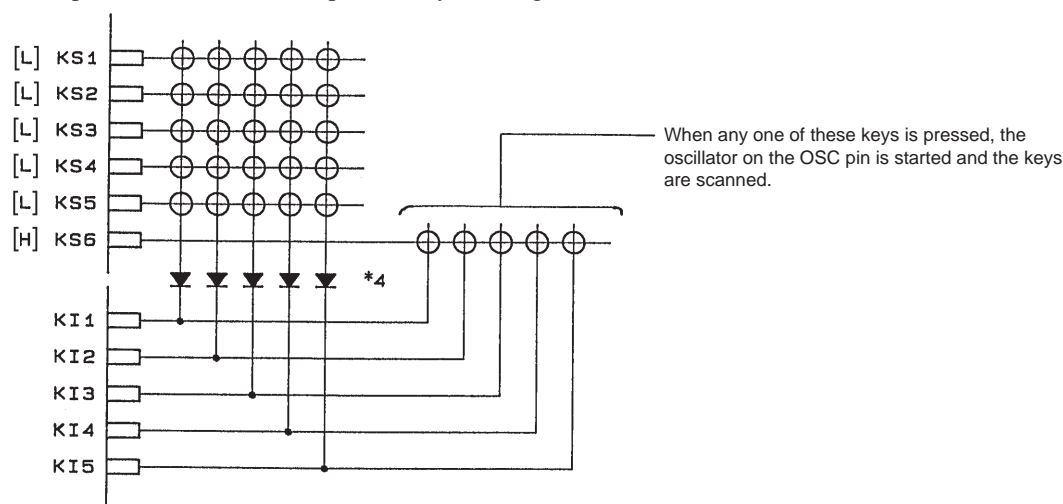 [L] KS1
[L] KS2
[L] KS3
[L] KS4
[L] KS5
[H] KS6
When any one of these keys is pressed, the
oscillator on the OSC pin is started and the keys
are scanned.
*4
KI1
KI2
KI3
KI4
KI5